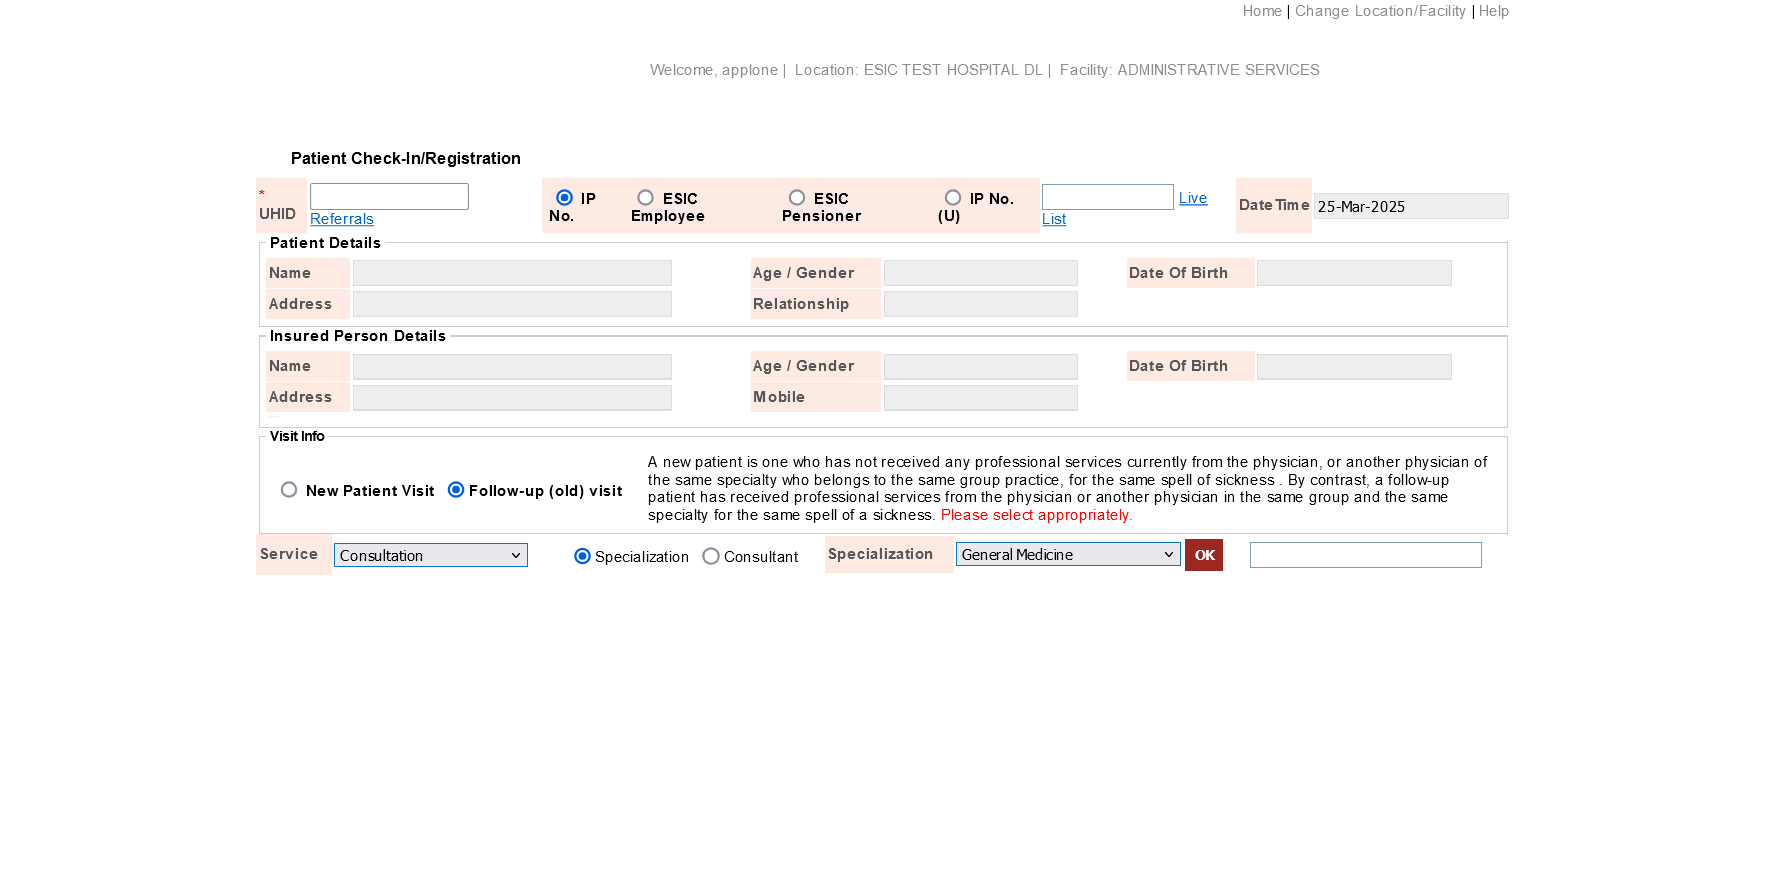 Home | Change Location/Facility | Help
Welcome, applone | Location: ESIC TEST HOSPITAL DL | Facility: ADMINISTRATIVE SERVICES
Patient Check-In/Registration
*
UHID
Referrals
IP No.
ESIC Employee
ESIC Pensioner
IP No. (U)
Live List
DateTime 25-Mar-2025
Patient Details
Name Age / Gender Date Of Birth
Address Relationship
Insured Person Details
Name Age / Gender Date Of Birth
Address Mobile
Visit Info
New Patient Visit Follow-up (old) visit
A new patient is one who has not received any professional services currently from the physician, or another physician of
the same specialty who belongs to the same group practice, for the same spell of sickness . By contrast, a follow-up
patient has received professional services from the physician or another physician in the same group and the same
specialty for the same spell of a sickness. Please select appropriately.
Service Consultation Specialization Consultant Specialization General Medicine OK